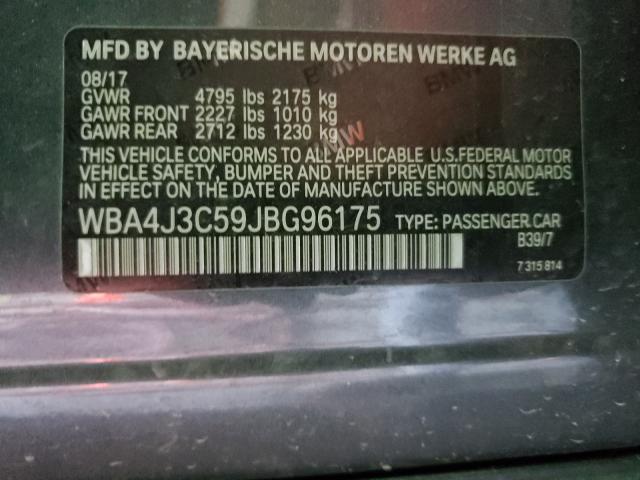 MFD BY BAYERISCHE MOTOREN WERKE AG
08/17
GVWR 4795 lbs 2175 kg
GAWR FRONT 2227 lbs 1010 kg
GAWR REAR 2712 lbs 1230 kg
THIS VEHICLE CONFORMS TO ALL APPLICABLE U.S.FEDERAL MOTOR
VEHICLE SAFETY, BUMPER AND THEFT PREVENTION STANDARDS
IN EFFECT ON THE DATE OF MANUFACTURE SHOWN ABOVE.
WBA4J3C59JBG96175 TYPE: PASSENGER CAR
B39/7
7 315 814